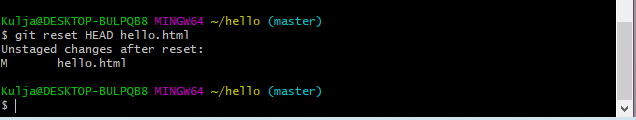 Kulja@DESKTOP-BULPQB8 MINGW64 ~/hello (master)
$ git reset HEAD hello.html
Unstaged changes after reset:
M       hello.html
Kulja@DESKTOP-BULPQB8 MINGW64 ~/hello (master)
$